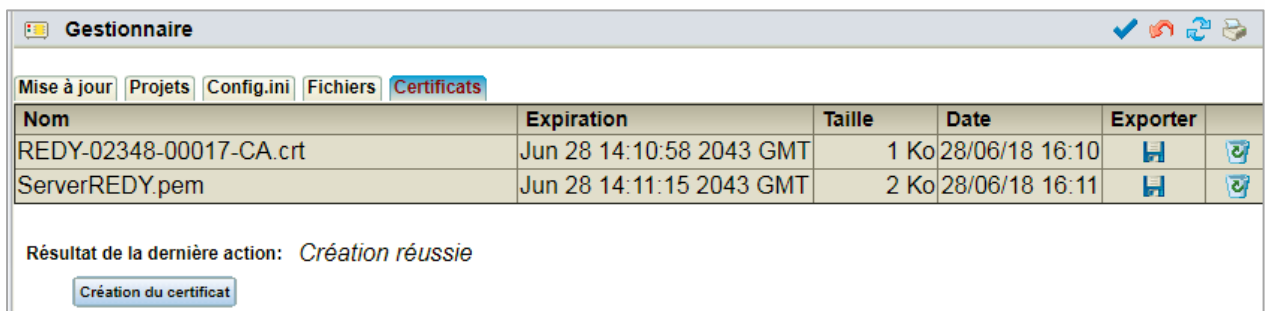 Gestionnaire
Mise à jour Projets Config.ini Fichiers Certificats
Nom Expiration Taille Date Exporter
REDY-02348-00017-CA.crt Jun 28 14:10:58 2043 GMT 1 Ko 28/06/18 16:10
ServerREDY.pem Jun 28 14:11:15 2043 GMT 2 Ko 28/06/18 16:11
Résultat de la dernière action: Création réussie
Création du certificat